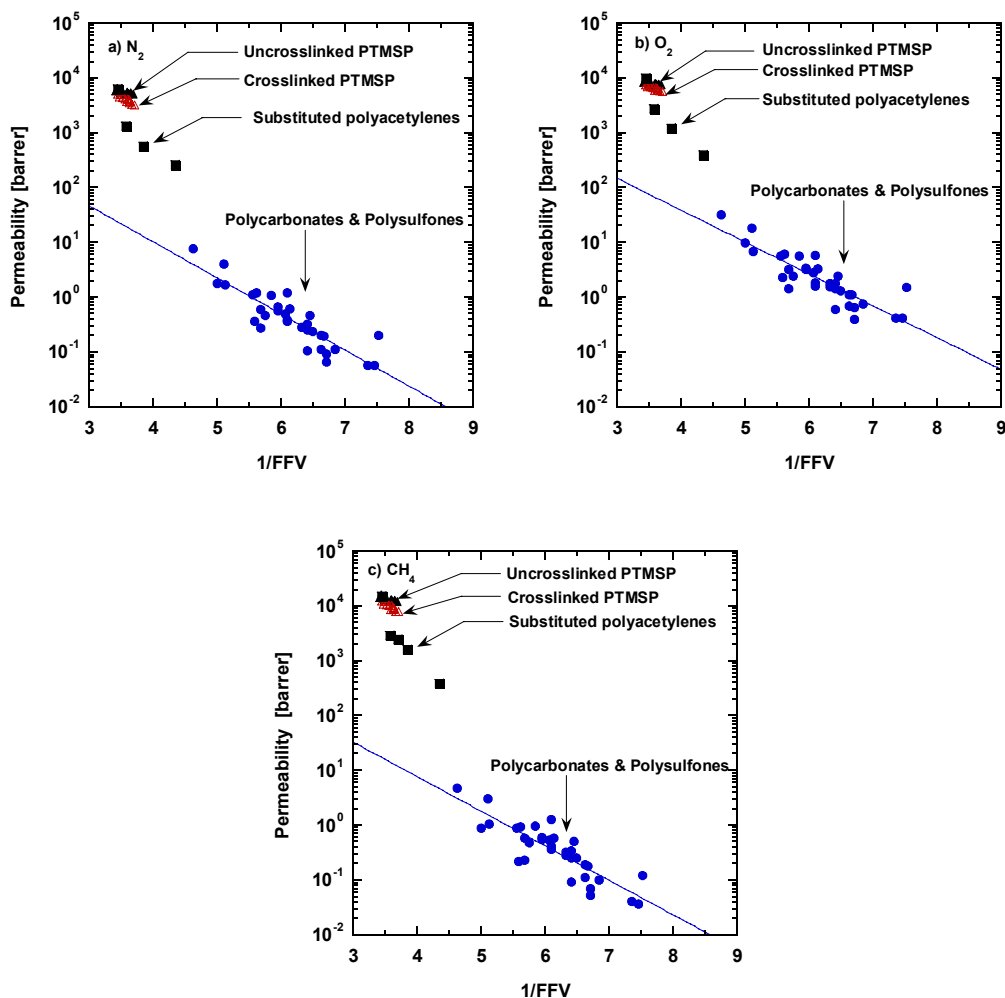 a) N2
Uncrosslinked PTMSP
Crosslinked PTMSP
Substituted polyacetylenes
Polycarbonates & Polysulfones
Permeability [barrer]
10^5
10^4
10^3
10^2
10^1
10^0
10^-1
10^-2
3 4 5 6 7 8 9
1/FFV
b) O2
Uncrosslinked PTMSP
Crosslinked PTMSP
Substituted polyacetylenes
Polycarbonates & Polysulfones
Permeability [barrer]
10^5
10^4
10^3
10^2
10^1
10^0
10^-1
10^-2
3 4 5 6 7 8 9
1/FFV
c) CH4
Uncrosslinked PTMSP
Crosslinked PTMSP
Substituted polyacetylenes
Polycarbonates & Polysulfones
Permeability [barrer]
10^5
10^4
10^3
10^2
10^1
10^0
10^-1
10^-2
3 4 5 6 7 8 9
1/FFV